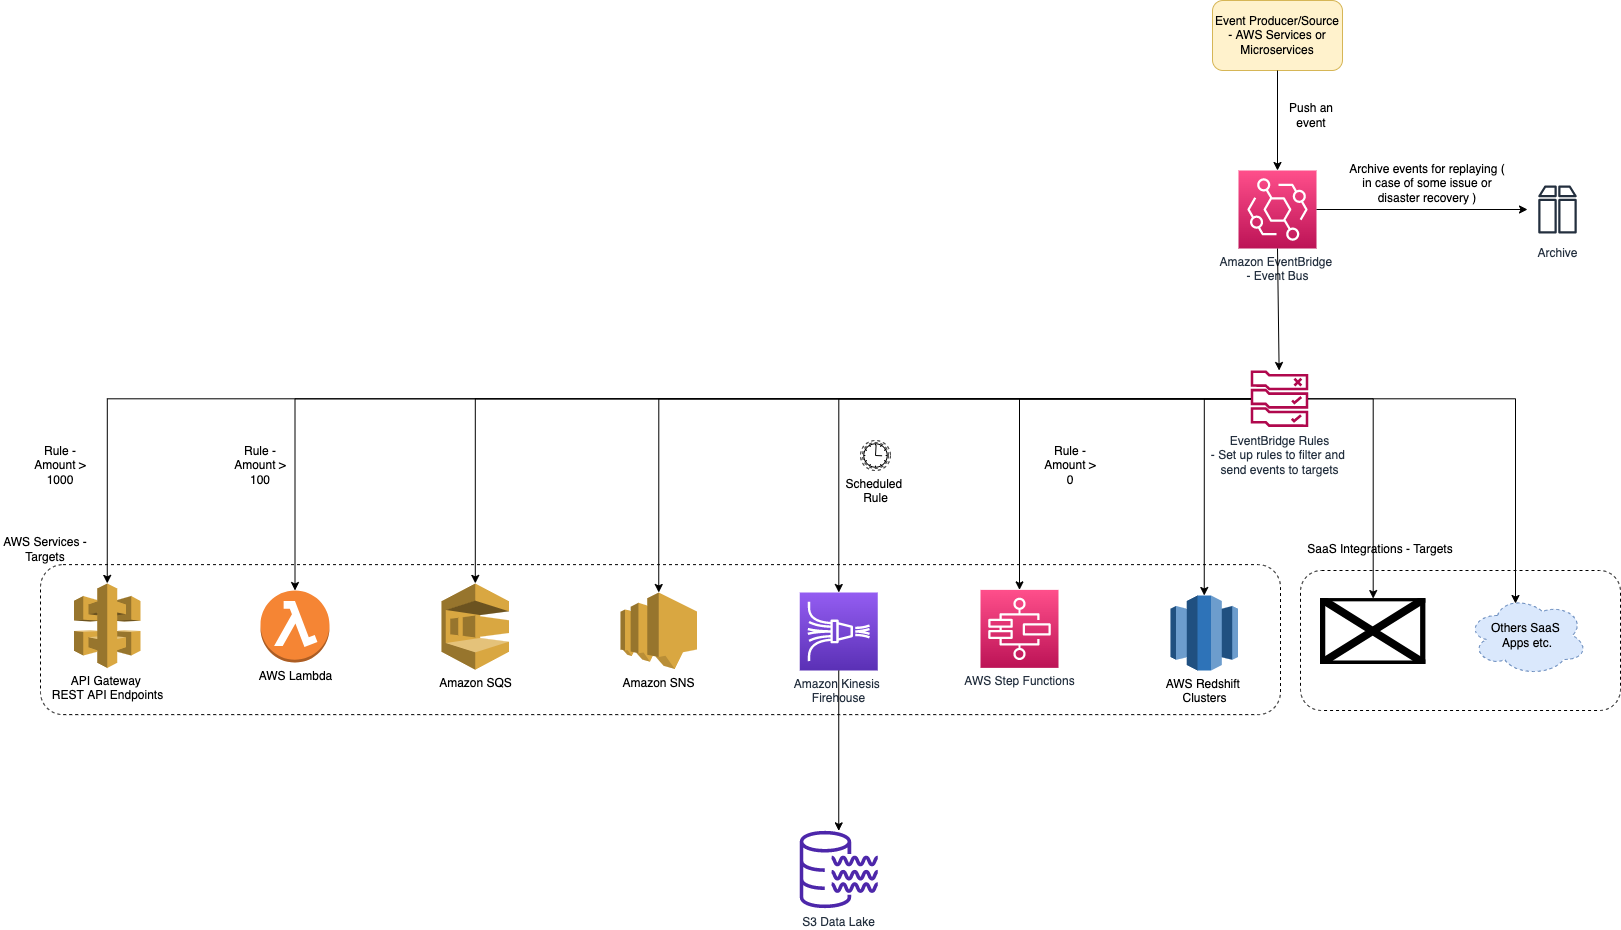 Event Producer/Source
- AWS Services or
Microservices
Push an
event
Archive events for replaying (
in case of some issue or
disaster recovery )
Archive
Amazon EventBridge
- Event Bus
EventBridge Rules
- Set up rules to filter and
send events to targets
Rule -
Amount >
1000
Rule -
Amount >
100
Scheduled
Rule
Rule -
Amount >
0
AWS Services -
Targets
SaaS Integrations - Targets
API Gateway
REST API Endpoints
AWS Lambda
Amazon SQS
Amazon SNS
Amazon Kinesis
Firehouse
AWS Step Functions
AWS Redshift
Clusters
Others SaaS
Apps etc.
S3 Data Lake